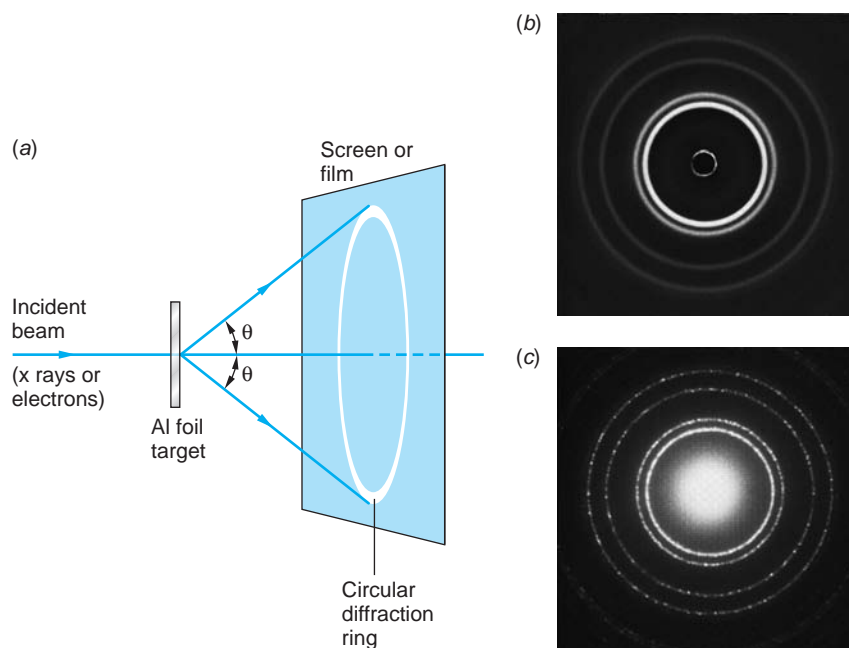 (a)
Screen or
film
Incident
beam
(x rays or
electrons)
θ
θ
Al foil
target
Circular
diffraction
ring
(b)
(c)